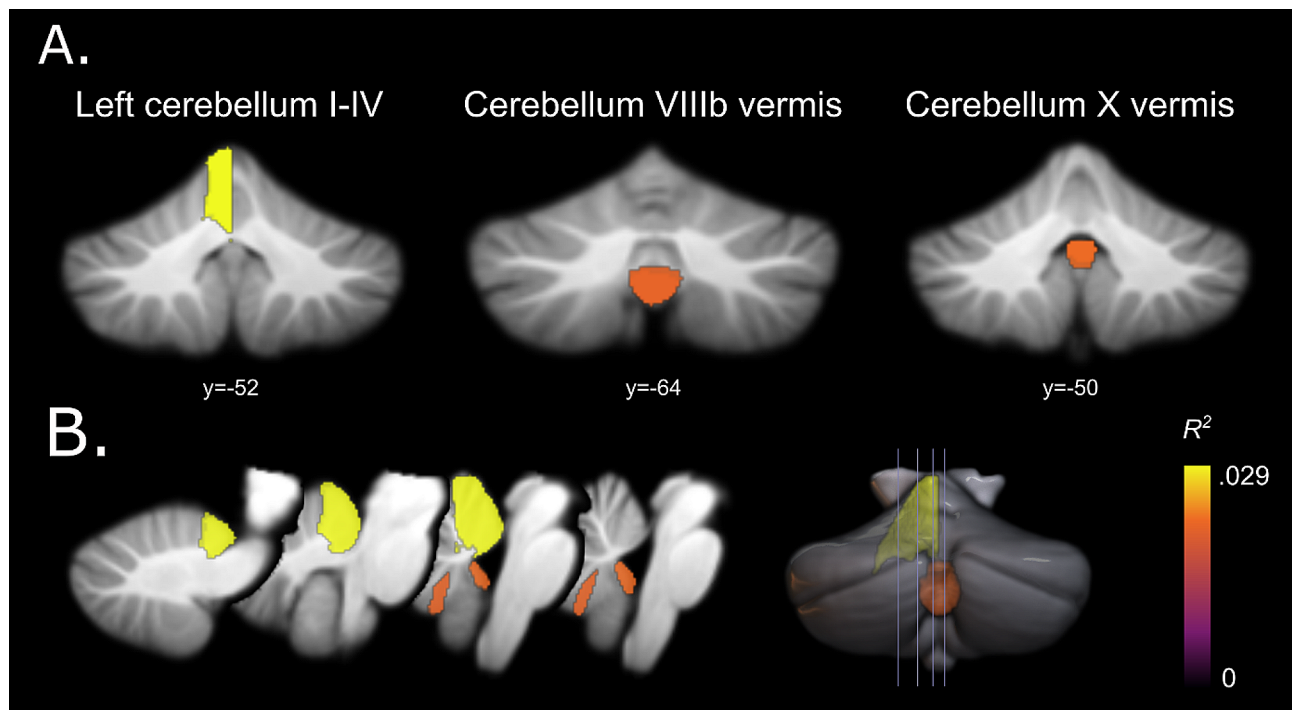 A.
Left cerebellum I-IV
Cerebellum VIIIb vermis
Cerebellum X vermis
y=-52
y=-64
y=-50
B.
R²
.029
0